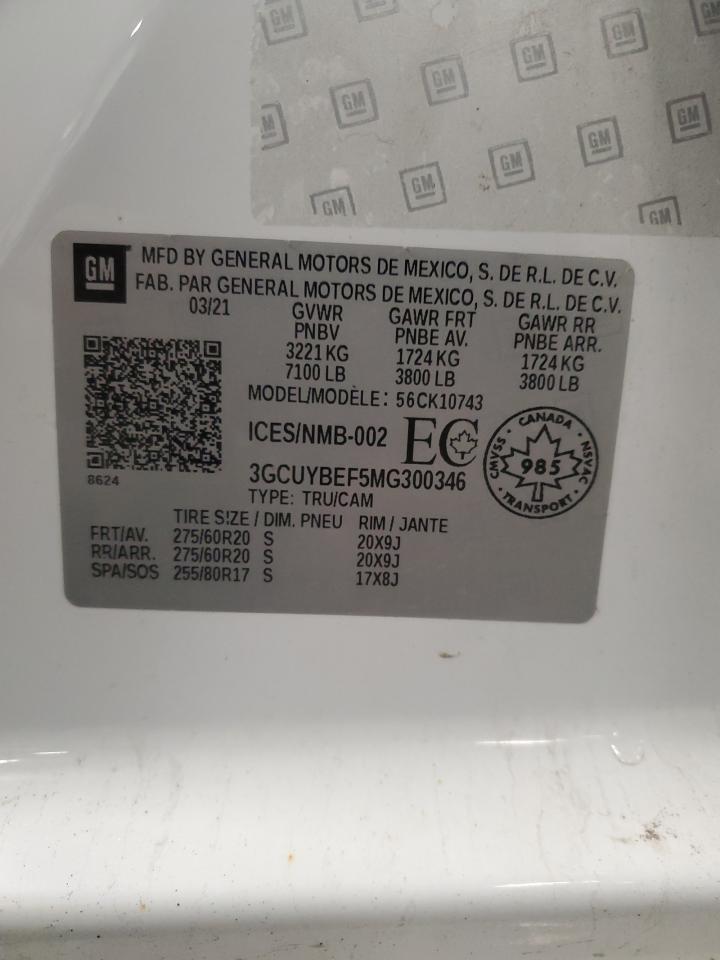 GM
GM
GM
GM
GM
GM
GM
GM
GM
GM
GM
GM
GM
MFD BY GENERAL MOTORS DE MEXICO, S. DE R.L. DE C.V.
FAB. PAR GENERAL MOTORS DE MEXICO, S. DE R.L. DE C.V.
03/21 GVWR GAWR FRT GAWR RR
PNBV PNBE AV. PNBE ARR.
3221 KG 1724 KG 1724 KG
7100 LB 3800 LB 3800 LB
MODEL/MODÈLE: 56CK10743
ICES/NMB-002 EC
CANADA
CMVSS 985 NSVAC
TRANSPORT
8624 3GCUYBEF5MG300346
TYPE: TRU/CAM
TIRE SIZE / DIM. PNEU RIM / JANTE
FRT/AV. 275/60R20 S 20X9J
RR/ARR. 275/60R20 S 20X9J
SPA/SOS 255/80R17 S 17X8J